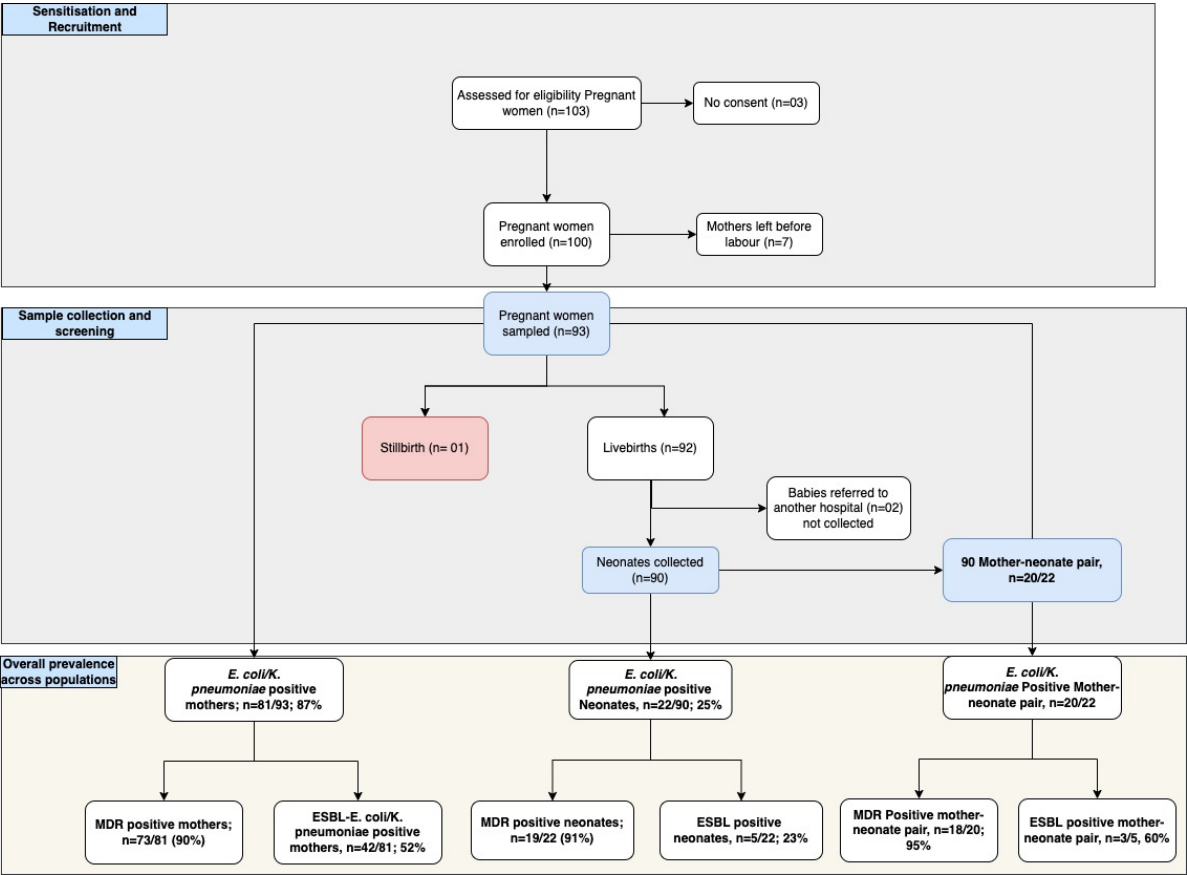 Sensitisation and
Recruitment
Assessed for eligibility Pregnant
women (n=103)
No consent (n=03)
Pregnant women
enrolled (n=100)
Mothers left before
labour (n=7)
Sample collection and
screening
Pregnant women
sampled (n=93)
Stillbirth (n= 01)
Livebirths (n=92)
Babies referred to
another hospital (n=02)
not collected
Neonates collected
(n=90)
90 Mother-neonate pair,
n=20/22
Overall prevalence
across populations
E. coli/K.
pneumoniae positive
mothers; n=81/93; 87%
E. coli/K.
pneumoniae positive
Neonates, n=22/90; 25%
E. coli/K.
pneumoniae Positive Mother-
neonate pair, n=20/22
MDR positive mothers;
n=73/81 (90%)
ESBL-E. coli/K.
pneumoniae positive
mothers, n=42/81; 52%
MDR positive neonates;
n=19/22 (91%)
ESBL positive
neonates, n=5/22; 23%
MDR Positive mother-
neonate pair, n=18/20;
95%
ESBL positive mother-
neonate pair, n=3/5, 60%